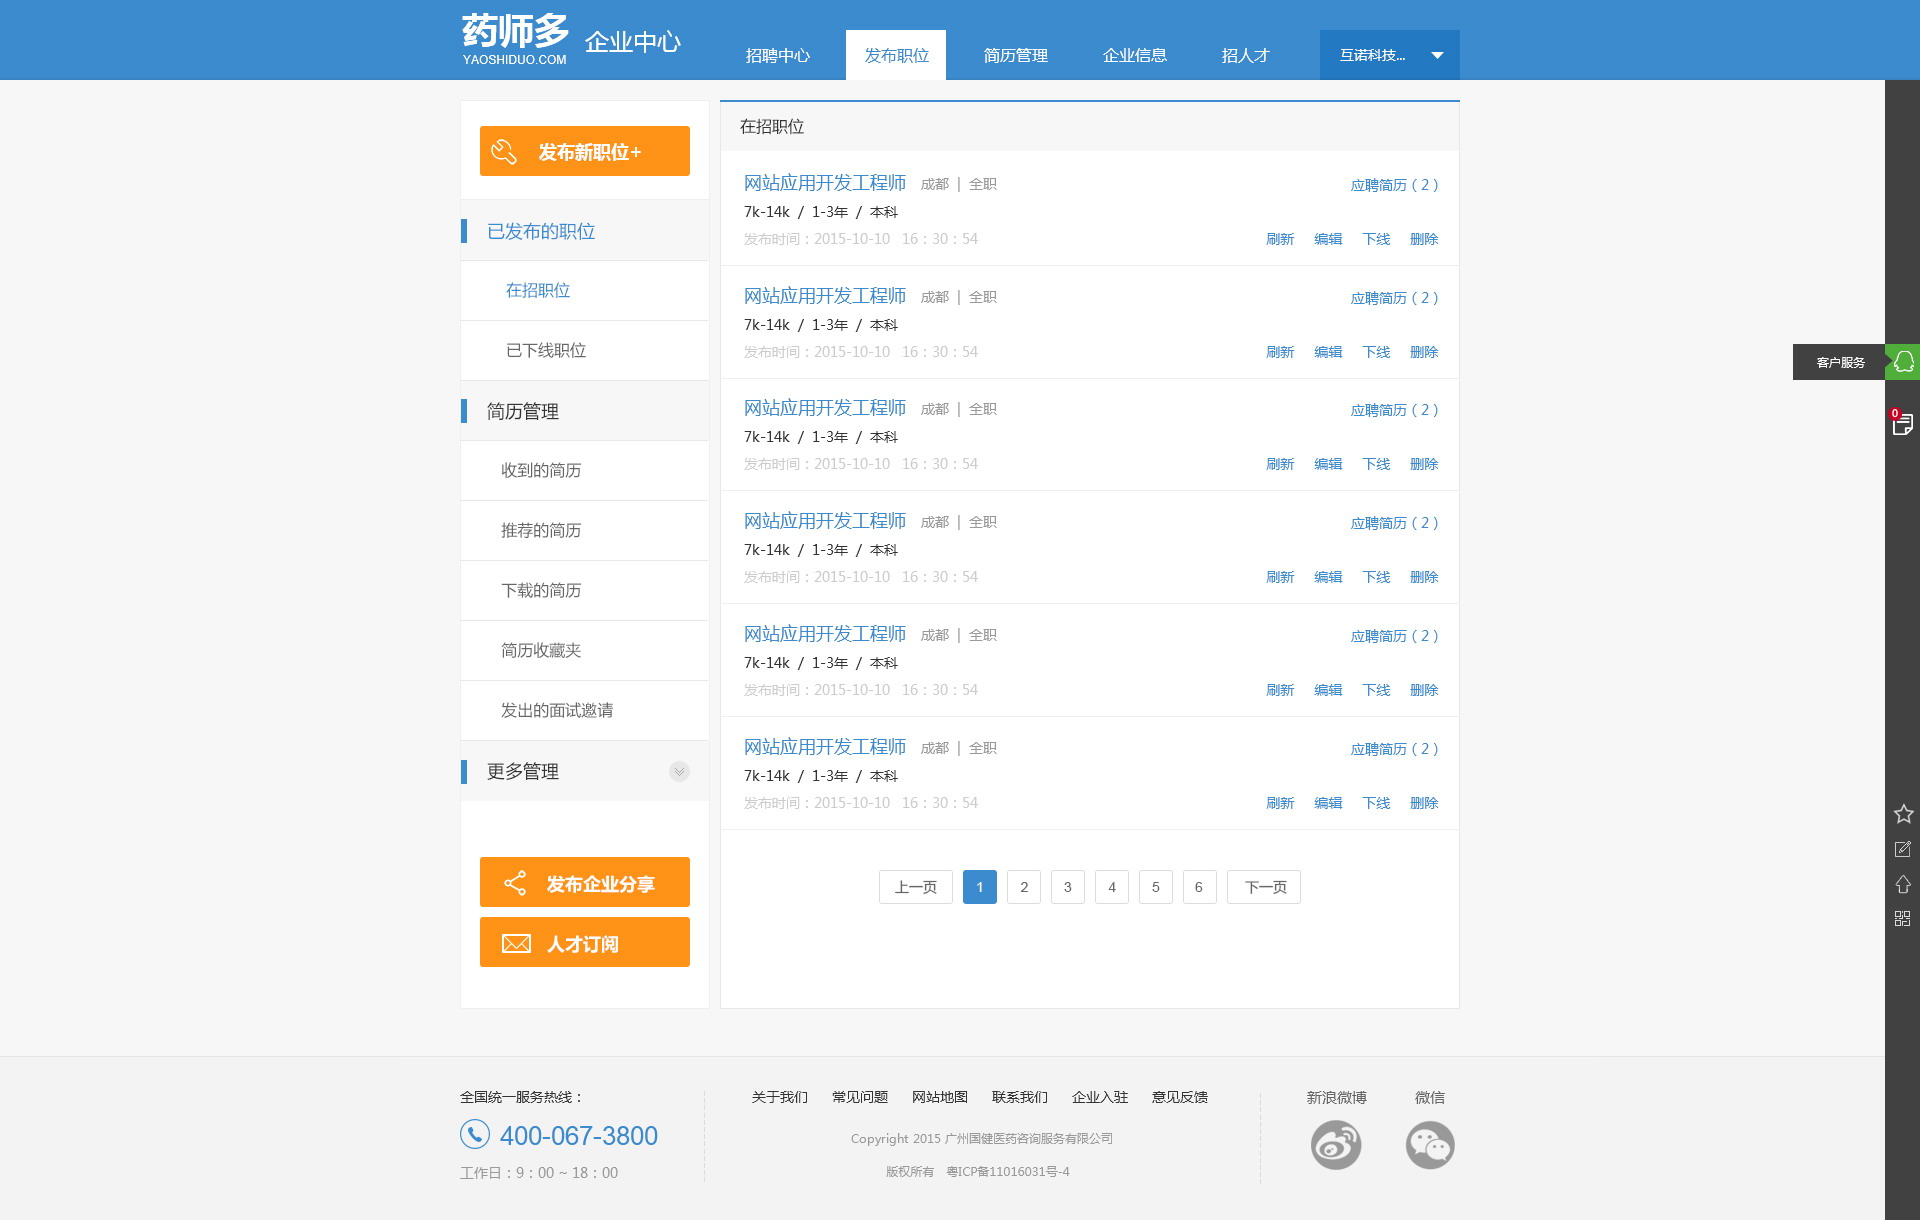 药师多 企业中心
YAOSHIDUO.COM
招聘中心 发布职位 简历管理 企业信息 招人才 互诺科技...
发布新职位+
已发布的职位
在招职位
已下线职位
简历管理
收到的简历
推荐的简历
下载的简历
简历收藏夹
发出的面试邀请
更多管理
发布企业分享
人才订阅
在招职位
网站应用开发工程师 成都 | 全职 应聘简历 ( 2 )
7k-14k / 1-3年 / 本科
发布时间：2015-10-10 16：30：54 刷新 编辑 下线 删除
网站应用开发工程师 成都 | 全职 应聘简历 ( 2 )
7k-14k / 1-3年 / 本科
发布时间：2015-10-10 16：30：54 刷新 编辑 下线 删除
网站应用开发工程师 成都 | 全职 应聘简历 ( 2 )
7k-14k / 1-3年 / 本科
发布时间：2015-10-10 16：30：54 刷新 编辑 下线 删除
网站应用开发工程师 成都 | 全职 应聘简历 ( 2 )
7k-14k / 1-3年 / 本科
发布时间：2015-10-10 16：30：54 刷新 编辑 下线 删除
网站应用开发工程师 成都 | 全职 应聘简历 ( 2 )
7k-14k / 1-3年 / 本科
发布时间：2015-10-10 16：30：54 刷新 编辑 下线 删除
网站应用开发工程师 成都 | 全职 应聘简历 ( 2 )
7k-14k / 1-3年 / 本科
发布时间：2015-10-10 16：30：54 刷新 编辑 下线 删除
上一页 1 2 3 4 5 6 下一页
客户服务
0
全国统一服务热线：
400-067-3800
工作日：9：00 ~ 18：00
关于我们 常见问题 网站地图 联系我们 企业入驻 意见反馈
Copyright 2015 广州国健医药咨询服务有限公司
版权所有 粤ICP备11016031号-4
新浪微博 微信